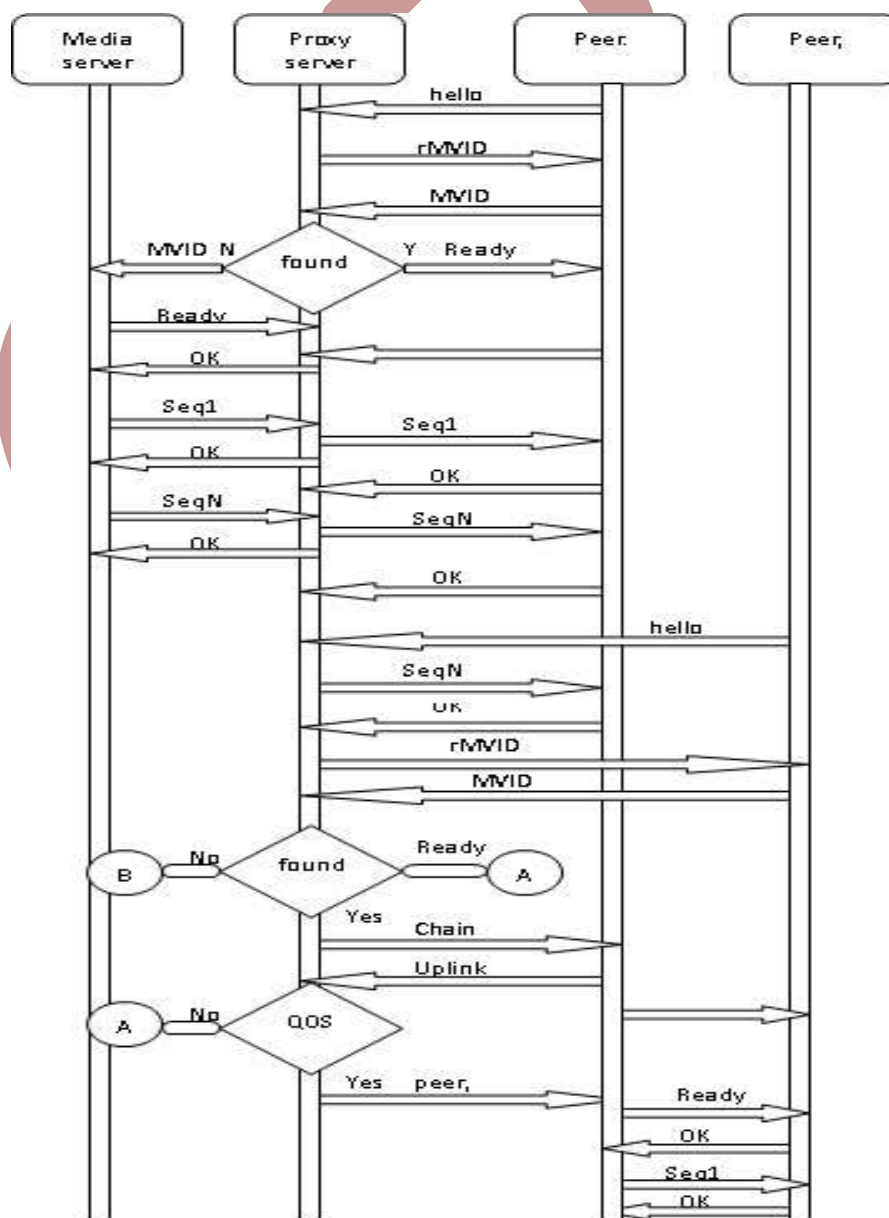 Media
server
Proxy
server
Peer.
Peer,
hello
rMVID
MVID
MVID N
found
Y Ready
Ready
OK
Seq1
Seq1
OK
OK
SeqN
SeqN
OK
OK
hello
SeqN
OK
rMVID
MVID
No
found
Ready
B
A
Yes
Chain
Uplink
No
QOS
A
Yes peer,
Ready
OK
Seq1
OK